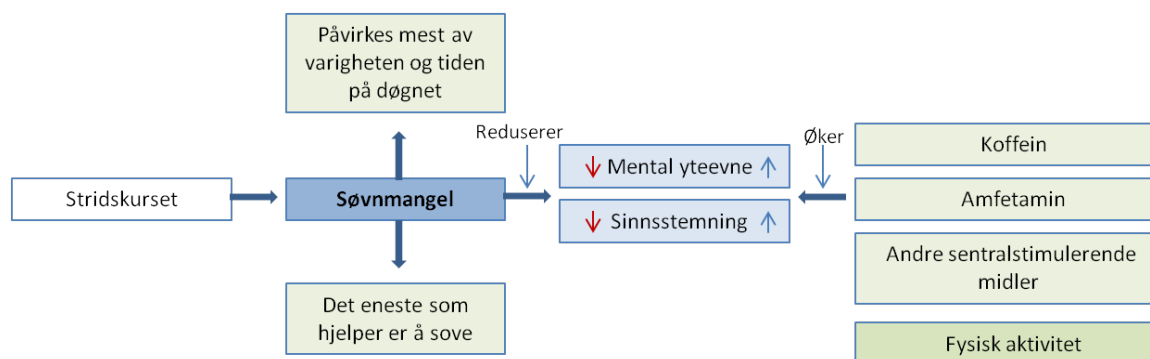 Påvirkes mest av
varigheten og tiden
på døgnet
Stridskurset
Søvnmangel
Det eneste som
hjelper er å sove
Reduserer
Mental yteevne
Sinnsstemning
Øker
Koffein
Amfetamin
Andre sentralstimulerende
midler
Fysisk aktivitet